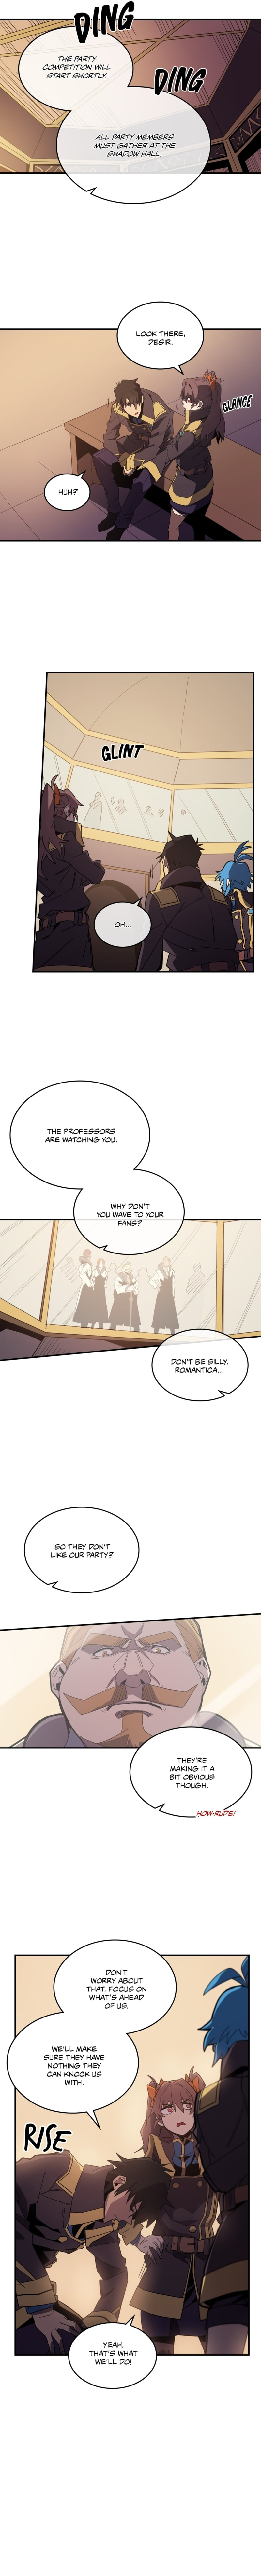 DING
THE PARTY
COMPETITION WILL
START SHORTLY.
DING
ALL PARTY MEMBERS
MUST GATHER AT THE
SHADOW HALL.
LOOK THERE,
DESIR.
GLANCE
HUH?
GLINT
OH...
THE PROFESSORS
ARE WATCHING YOU.
WHY DON'T
YOU WAVE TO YOUR
FANS?
DON'T BE SILLY,
ROMANTICA...
SO THEY DON'T
LIKE OUR PARTY?
THEY'RE
MAKING IT A
BIT OBVIOUS
THOUGH.
HOW RUDE!
DON'T
WORRY ABOUT
THAT. FOCUS ON
WHAT'S AHEAD
OF US.
WE'LL MAKE
SURE THEY HAVE
NOTHING THEY
CAN KNOCK US
WITH.
RISE
YEAH,
THAT'S WHAT
WE'LL DO!